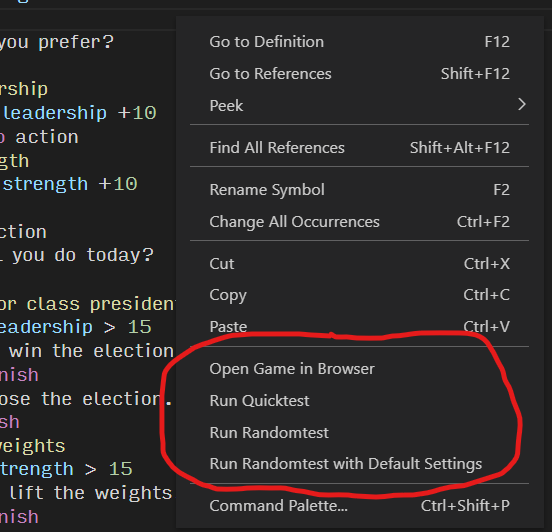 you prefer?
Go to Definition F12
Go to References Shift+F12
rship
leadership +10
Peek
action
Find All References Shift+Alt+F12
gth
strength +10
Rename Symbol F2
Change All Occurrences Ctrl+F2
ction
you do today?
Cut Ctrl+X
Copy Ctrl+C
or class president
eadership > 15
Paste Ctrl+V
win the election
nish
Open Game in Browser
ose the election.
Run Quicktest
sh
Run Randomtest
weights
trength > 15
Run Randomtest with Default Settings
lift the weights
nish
Command Palette... Ctrl+Shift+P